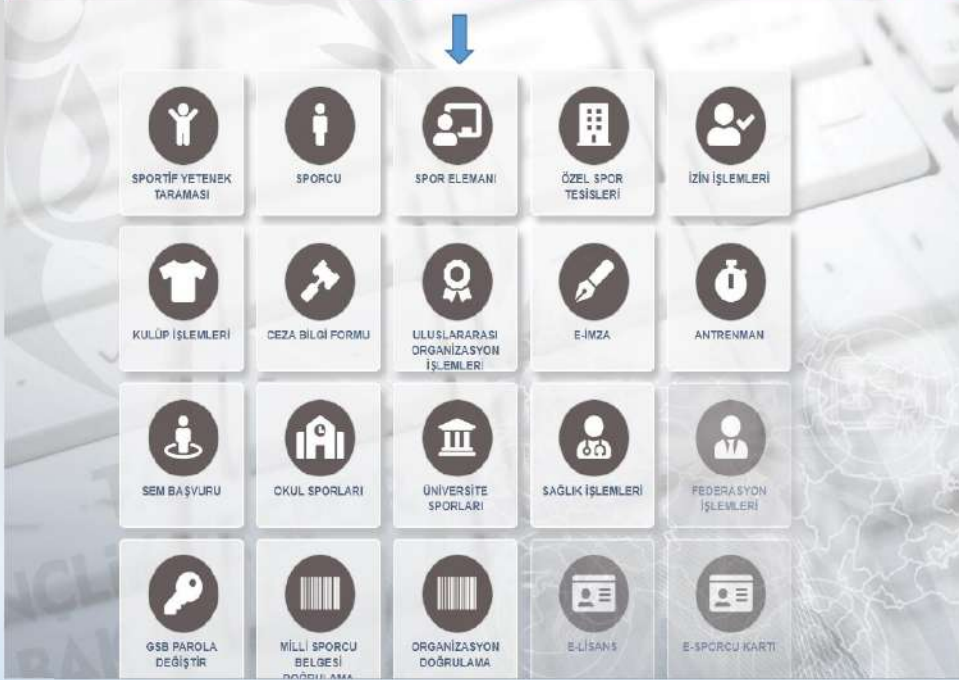 SPORTİF YETENEK
TARAMASI
SPORCU
SPOR ELEMANI
ÖZEL SPOR
TESİSLERİ
İZİN İŞLEMLERİ
KULÜP İŞLEMLERİ
CEZA BİLGİ FORMU
ULUSLARARASI
ORGANİZASYON
İŞLEMLERİ
E-İMZA
ANTRENMAN
SEM BAŞVURU
OKUL SPORLARI
ÜNİVERSİTE
SPORLARI
SAĞLIK İŞLEMLERİ
FEDERASYON
İŞLEMLERİ
GSB PAROLA
DEĞİŞTİR
MİLLİ SPORCU
BELGESİ
DOĞRULAMA
ORGANİZASYON
DOĞRULAMA
E-LİSANS
E-SPORCU KARTI